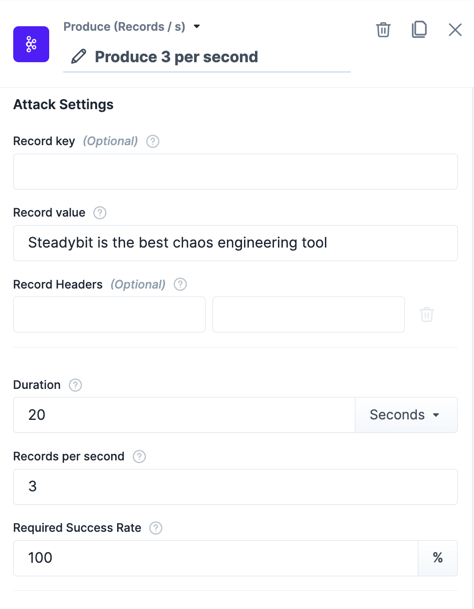 Produce (Records / s)
Produce 3 per second
Attack Settings
Record key (Optional) ?
Record value ?
Steadybit is the best chaos engineering tool
Record Headers (Optional) ?
Duration ?
20 Seconds
Records per second ?
3
Required Success Rate ?
100 %